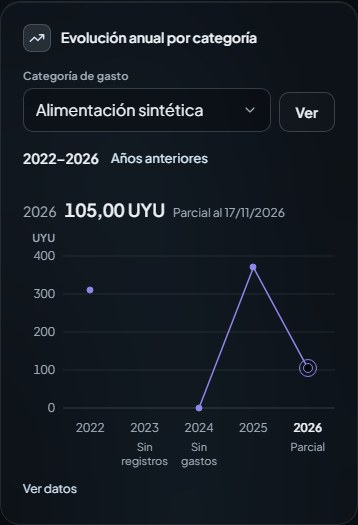 Evolución anual por categoría
Categoría de gasto
Alimentación sintética
Ver
2022–2026 Años anteriores
2026 105,00 UYU Parcial al 17/11/2026
UYU
400
300
200
100
0
2022 2023 2024 2025 2026
Sin registros
Sin gastos
Parcial
Ver datos